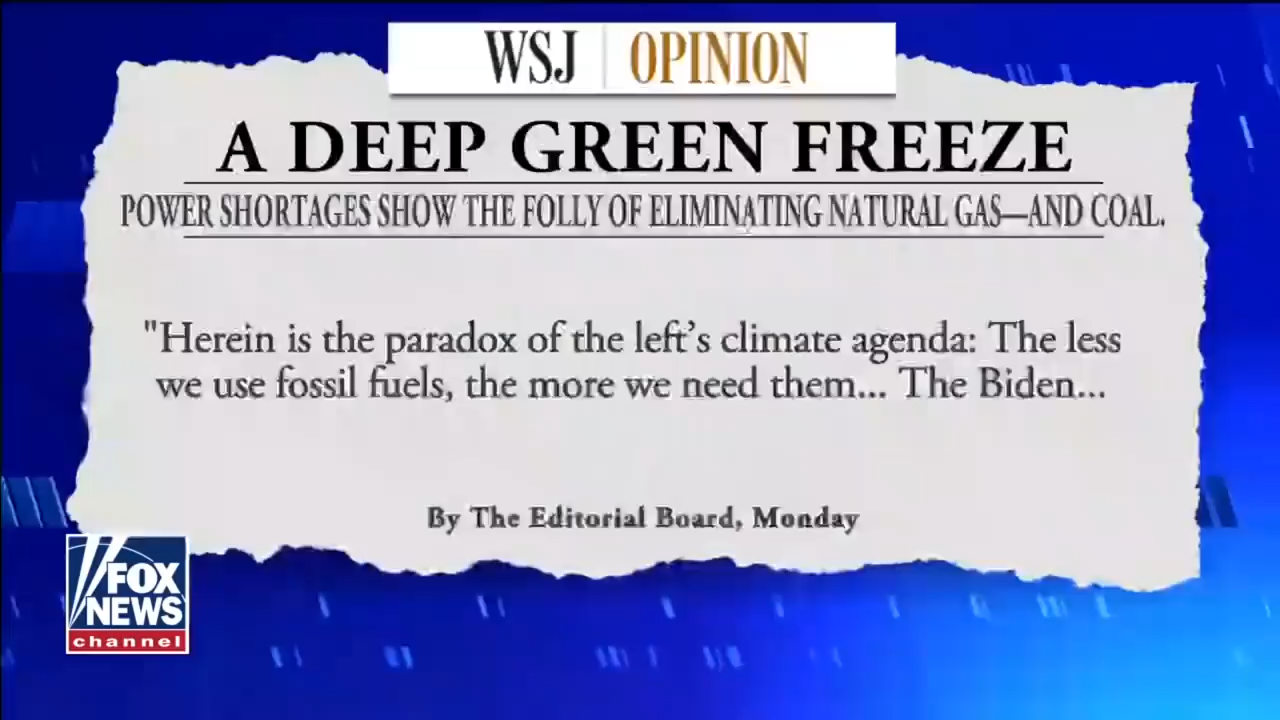 WSJ | OPINION
A DEEP GREEN FREEZE
POWER SHORTAGES SHOW THE FOLLY OF ELIMINATING NATURAL GAS—AND COAL.
"Herein is the paradox of the left's climate agenda: The less
we use fossil fuels, the more we need them... The Biden...
By The Editorial Board, Monday
FOX
NEWS
channel